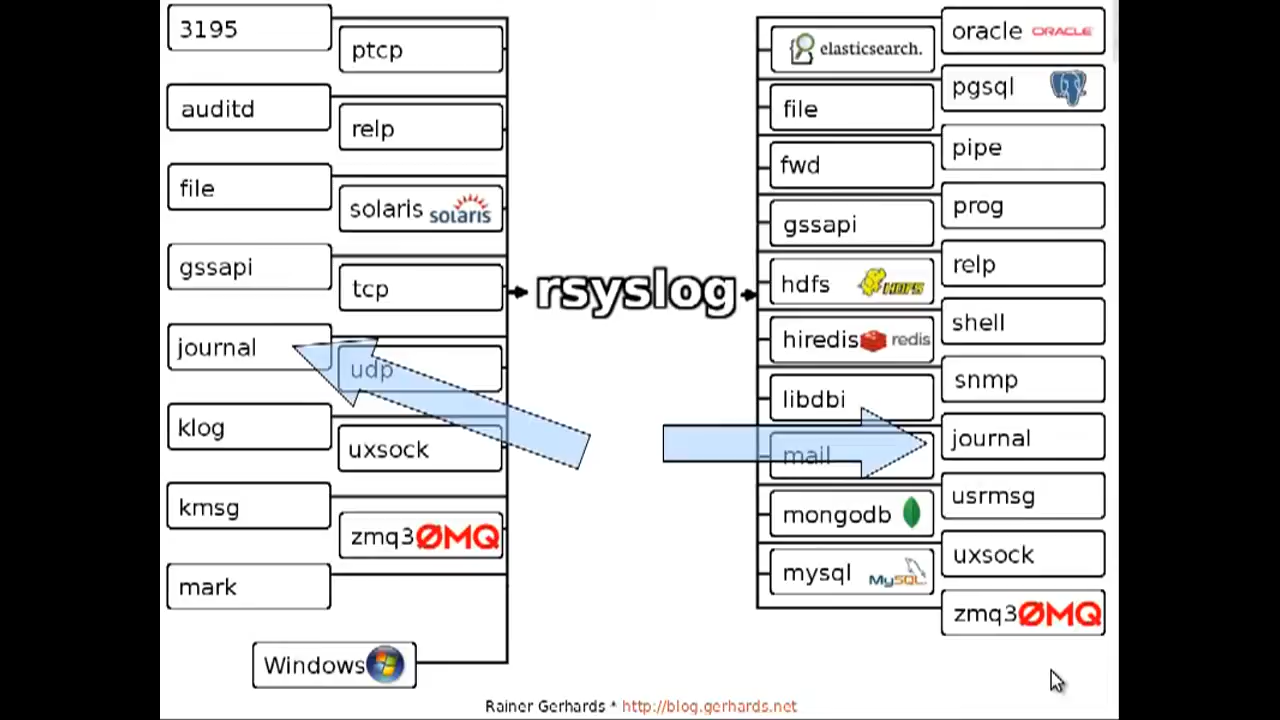 3195
auditd
file
gssapi
journal
klog
kmsg
mark
Windows
ptcp
relp
solaris solaris
tcp
udp
uxsock
zmq3 ØMQ
rsyslog
elasticsearch.
file
fwd
gssapi
hdfs HDFS
hiredis redis
libdbi
mail
mongodb
mysql MySQL
oracle ORACLE
pgsql
pipe
prog
relp
shell
snmp
journal
usrmsg
uxsock
zmq3 ØMQ
Rainer Gerhards * http://blog.gerhards.net